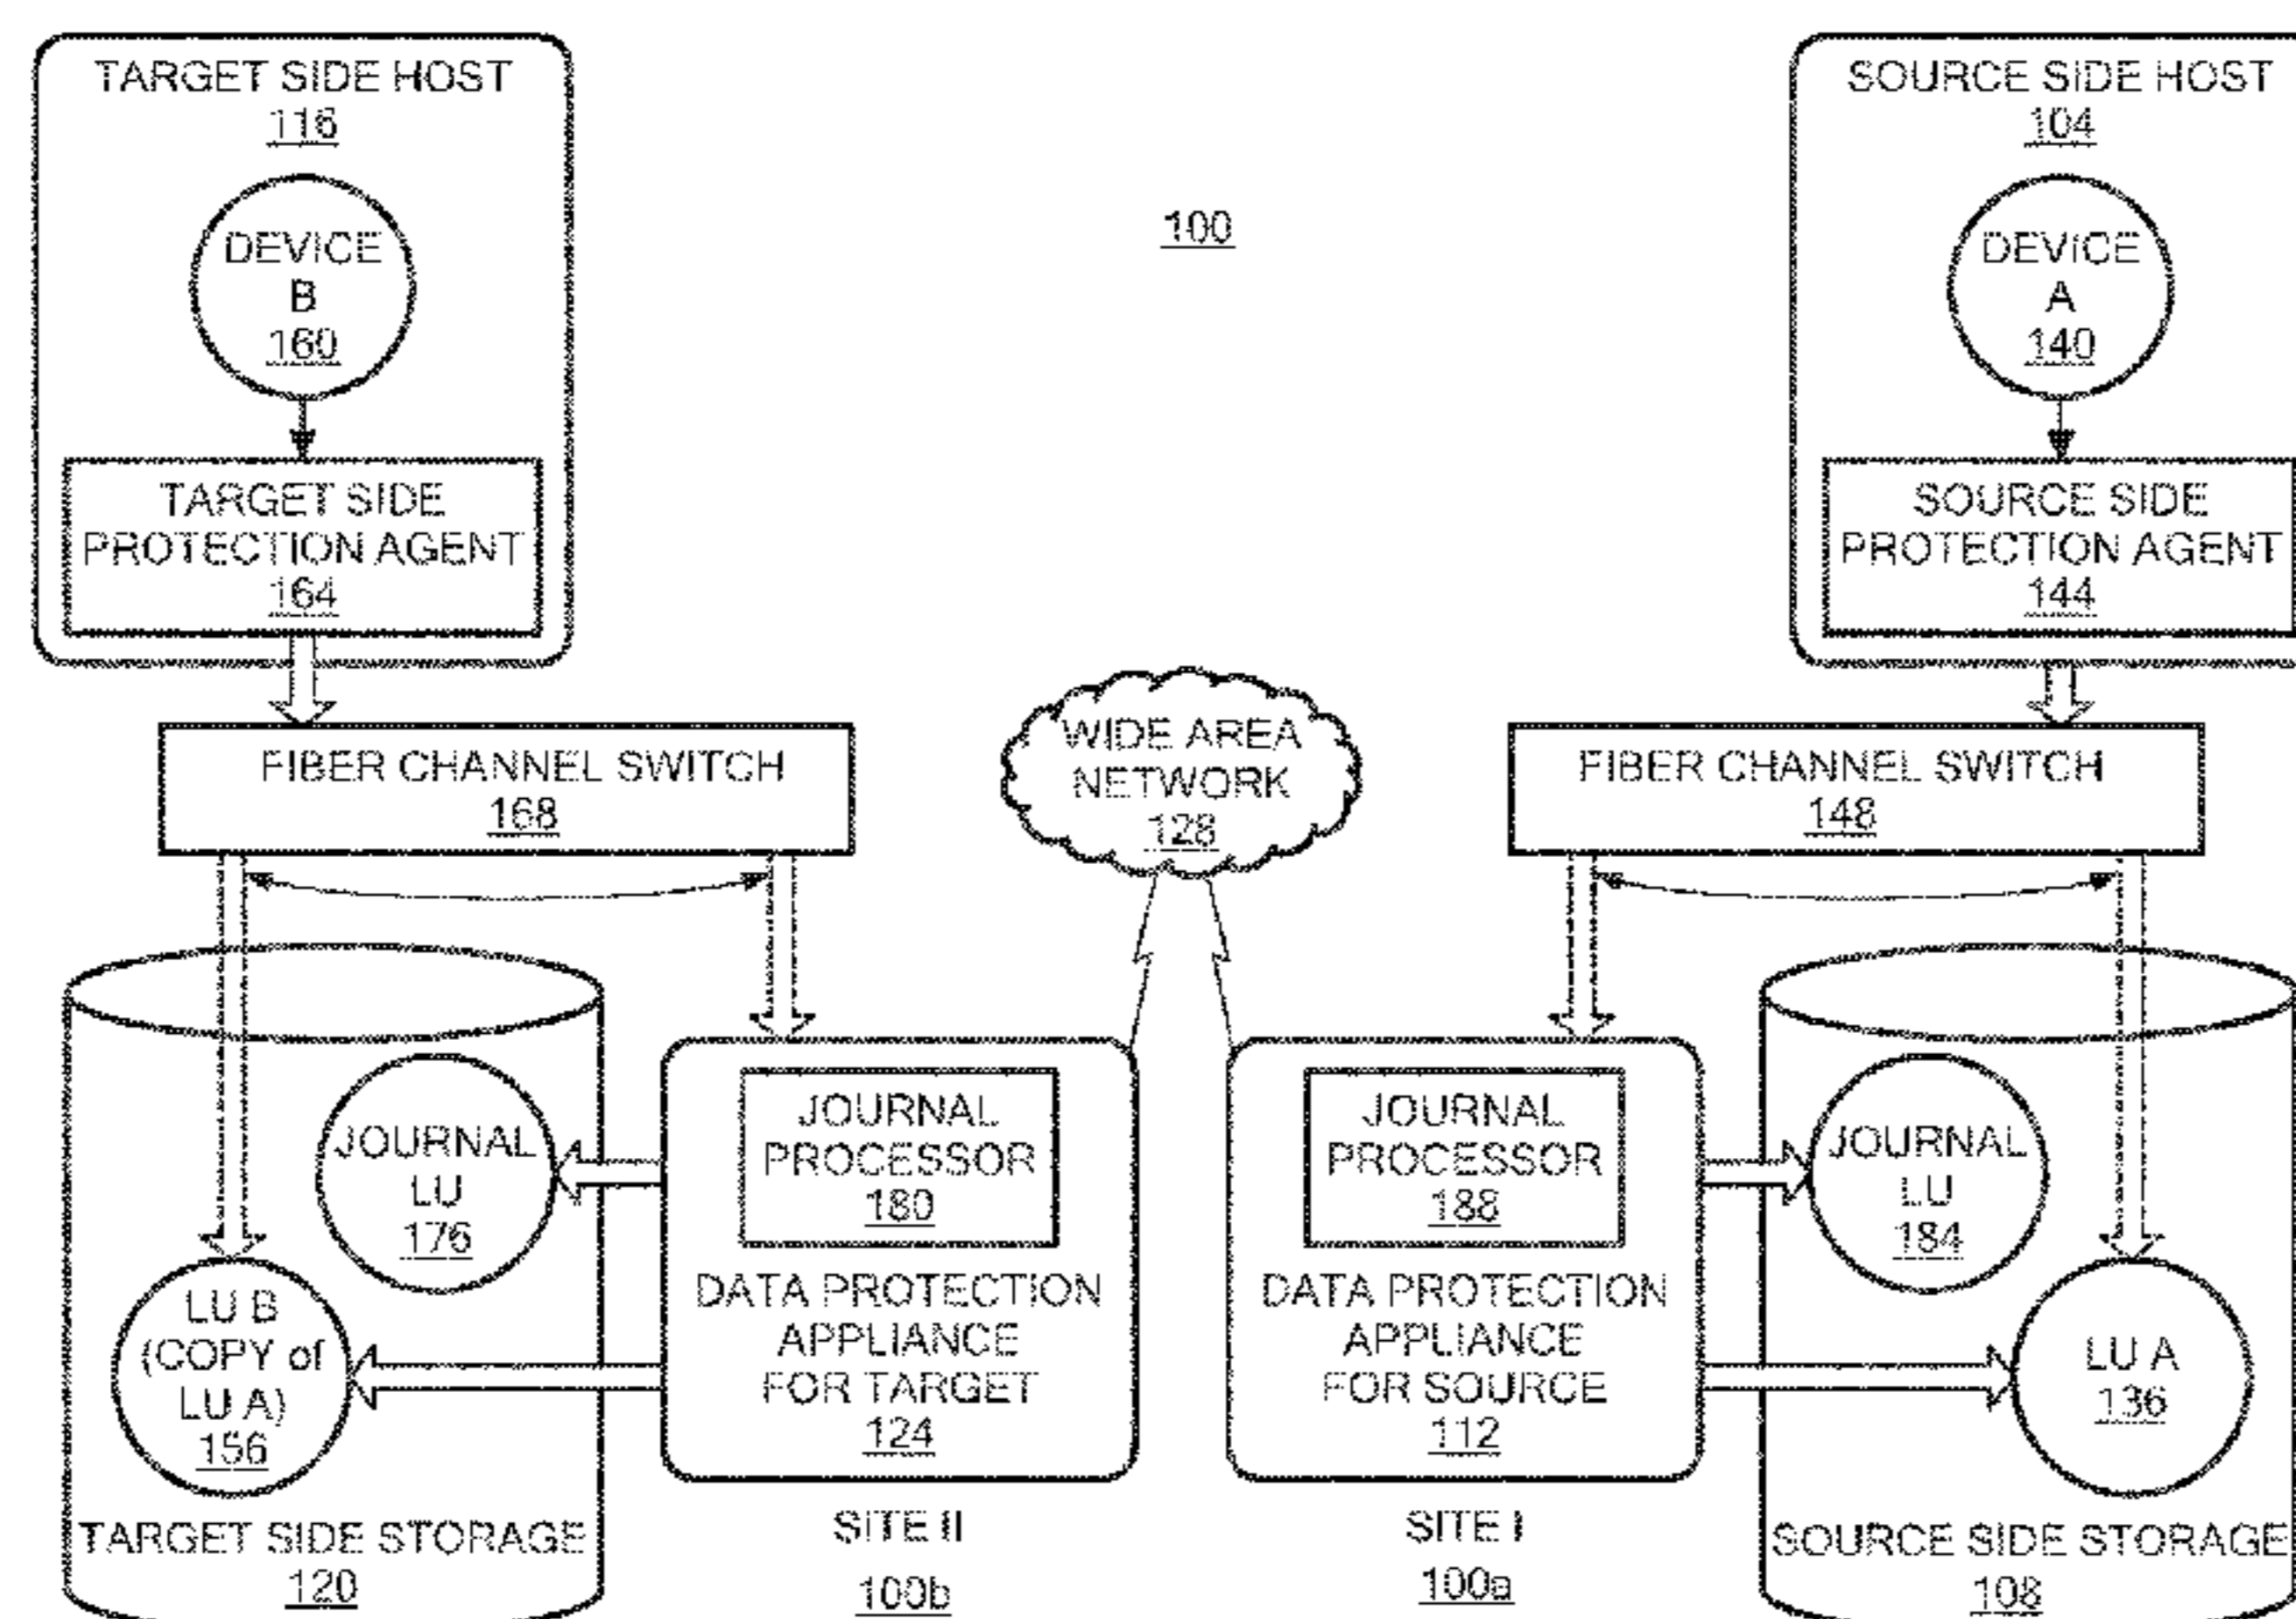 TARGET SIDE HOST
116
DEVICE
B
160
TARGET SIDE
PROTECTION AGENT
164
100
SOURCE SIDE HOST
104
DEVICE
A
140
SOURCE SIDE
PROTECTION AGENT
144
FIBER CHANNEL SWITCH
168
WIDE AREA
NETWORK
128
FIBER CHANNEL SWITCH
148
JOURNAL
LU
176
LU B
(COPY of
LU A)
156
TARGET SIDE STORAGE
120
JOURNAL
PROCESSOR
180
DATA PROTECTION
APPLIANCE
FOR TARGET
124
SITE II
100b
JOURNAL
PROCESSOR
188
DATA PROTECTION
APPLIANCE
FOR SOURCE
112
SITE I
100a
JOURNAL
LU
184
LU A
136
SOURCE SIDE STORAGE
108